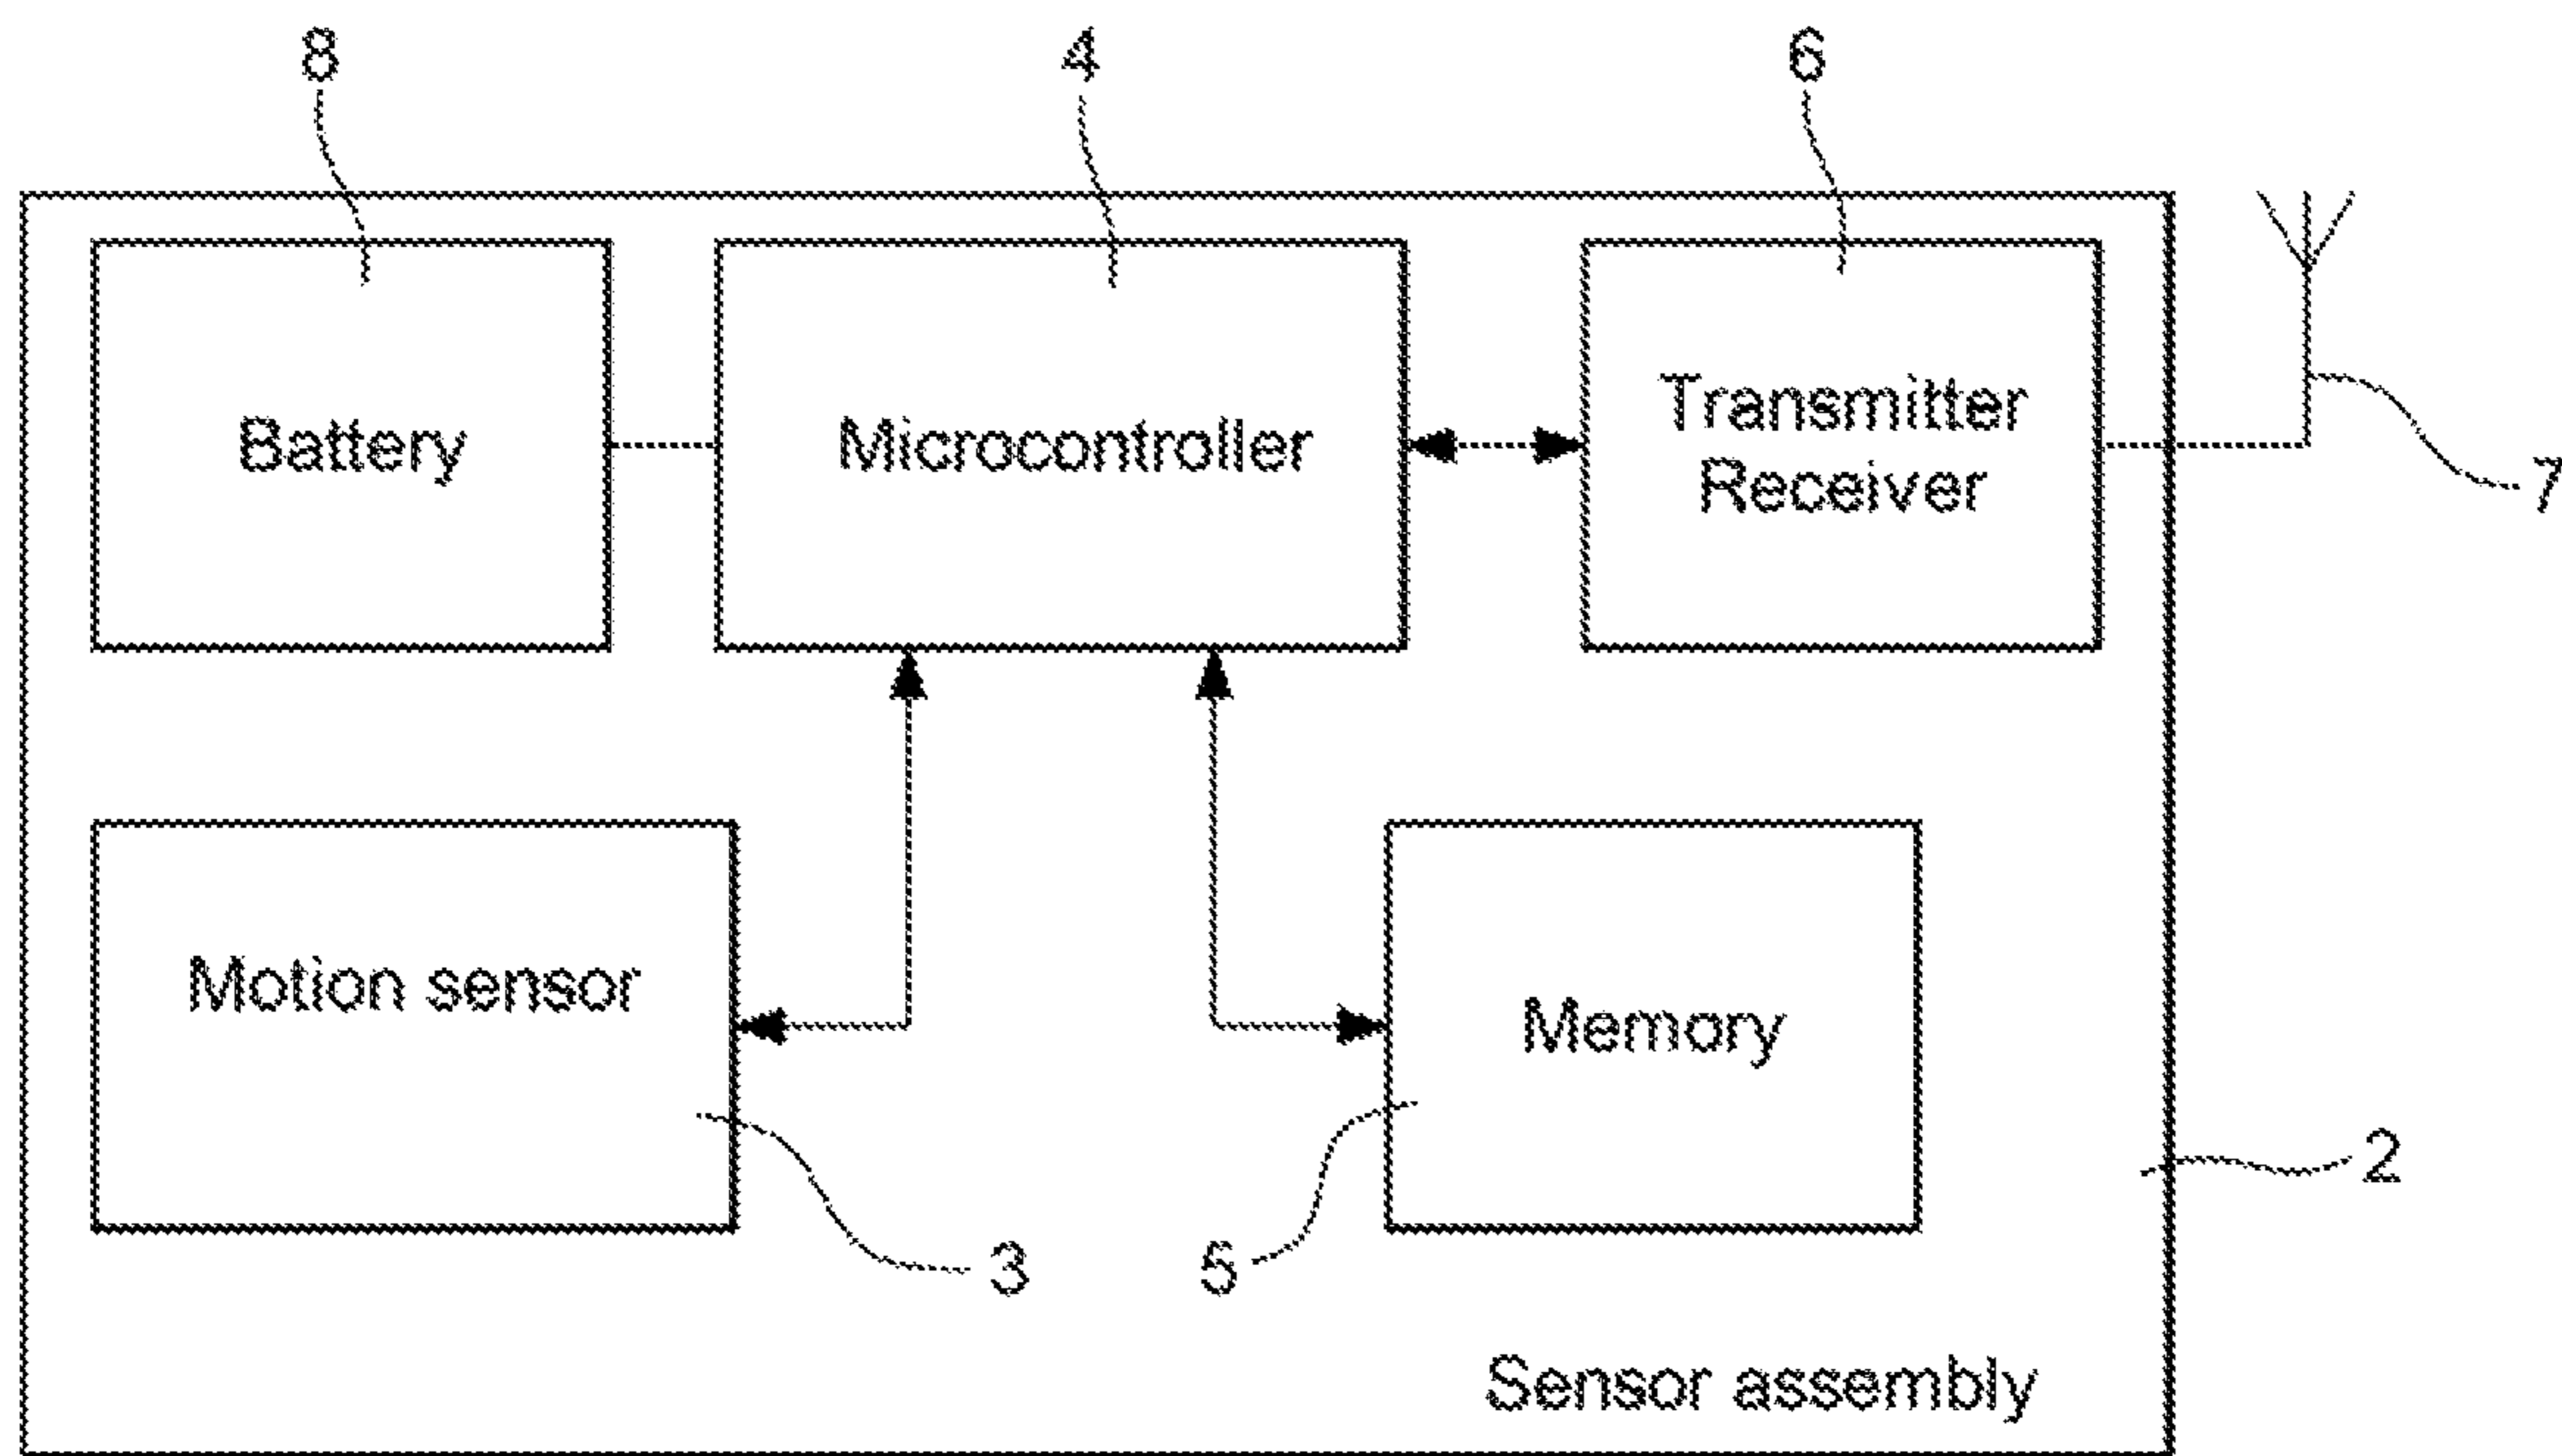 8
4
6
Battery
Microcontroller
Transmitter
Receiver
7
Motion sensor
Memory
2
3
5
Sensor assembly